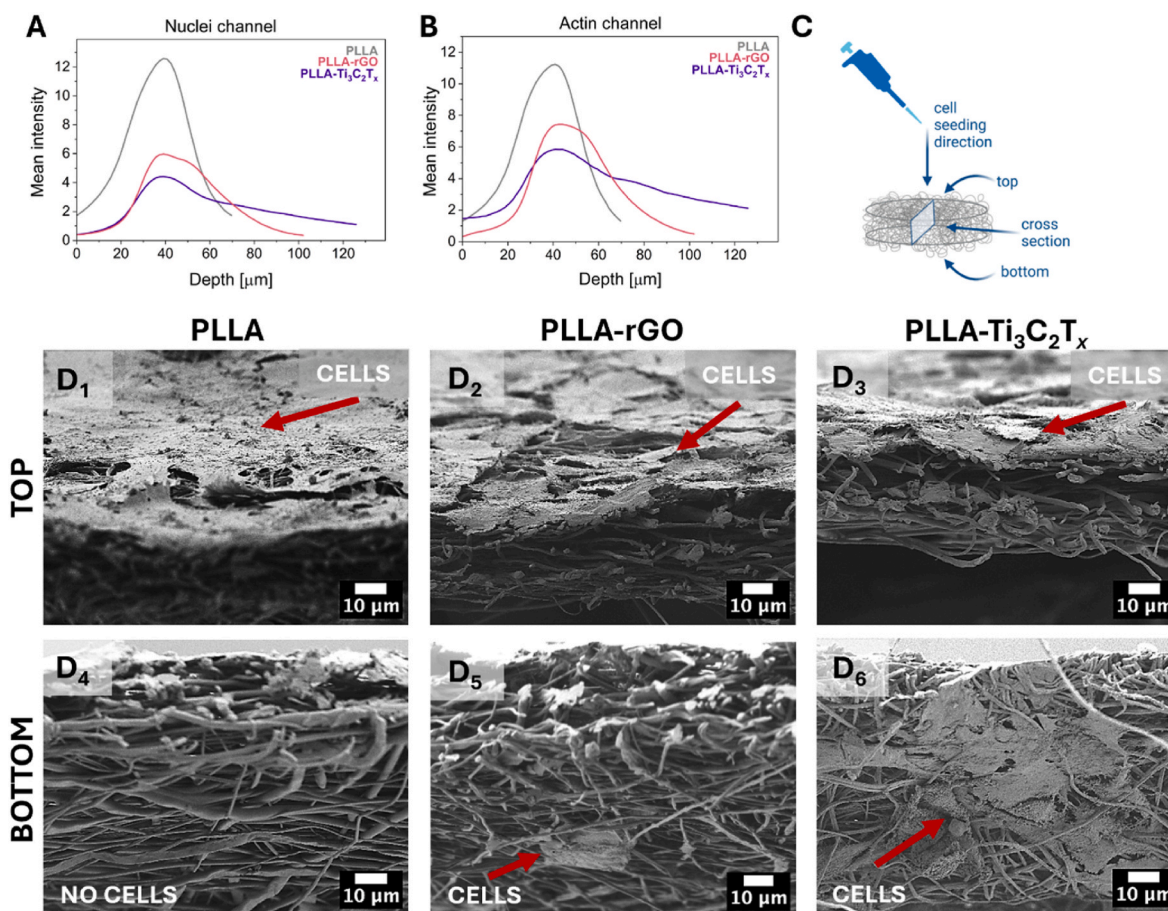 A
Nuclei channel
PLLA
PLLA-rGO
PLLA-Ti₃C₂Tₓ
Mean intensity
12
10
8
6
4
2
0
0 20 40 60 80 100 120
Depth [μm]
B
Actin channel
PLLA
PLLA-rGO
PLLA-Ti₃C₂Tₓ
Mean intensity
12
10
8
6
4
2
0
0 20 40 60 80 100 120
Depth [μm]
C
cell
seeding
direction
top
cross
section
bottom
PLLA
PLLA-rGO
PLLA-Ti₃C₂Tₓ
TOP
D₁
CELLS
10 μm
D₂
CELLS
10 μm
D₃
CELLS
10 μm
BOTTOM
D₄
NO CELLS
10 μm
D₅
CELLS
10 μm
D₆
CELLS
10 μm